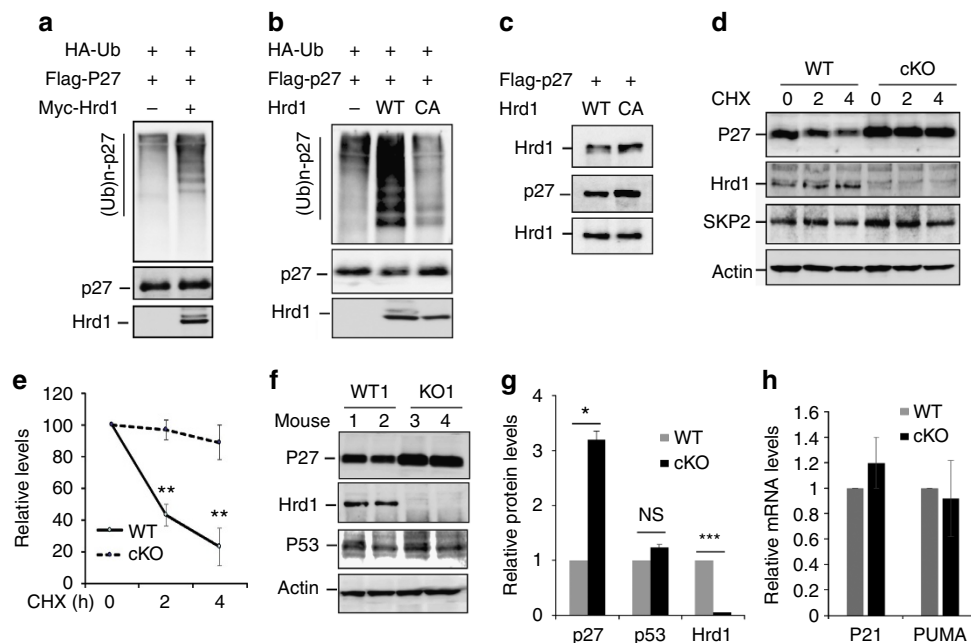 a
HA-Ub + +
Flag-P27 + +
Myc-Hrd1 – +
(Ub)n-p27
p27
Hrd1
b
HA-Ub + + +
Flag-p27 + + +
Hrd1 – WT CA
(Ub)n-p27
p27
Hrd1
c
Flag-p27 + +
Hrd1 WT CA
Hrd1
p27
Hrd1
d
WT cKO
CHX 0 2 4 0 2 4
P27
Hrd1
SKP2
Actin
e
Relative levels
120
100
80
60
40
20
0
** **
WT
cKO
CHX (h) 0 2 4
f
WT1 KO1
Mouse 1 2 3 4
P27
Hrd1
P53
Actin
g
Relative protein levels
4
3
2
1
0
*
NS
***
WT
cKO
p27 p53 Hrd1
h
Relative mRNA levels
1.6
1.4
1.2
1.0
0.8
0.6
0.4
0.2
0
WT
cKO
P21 PUMA